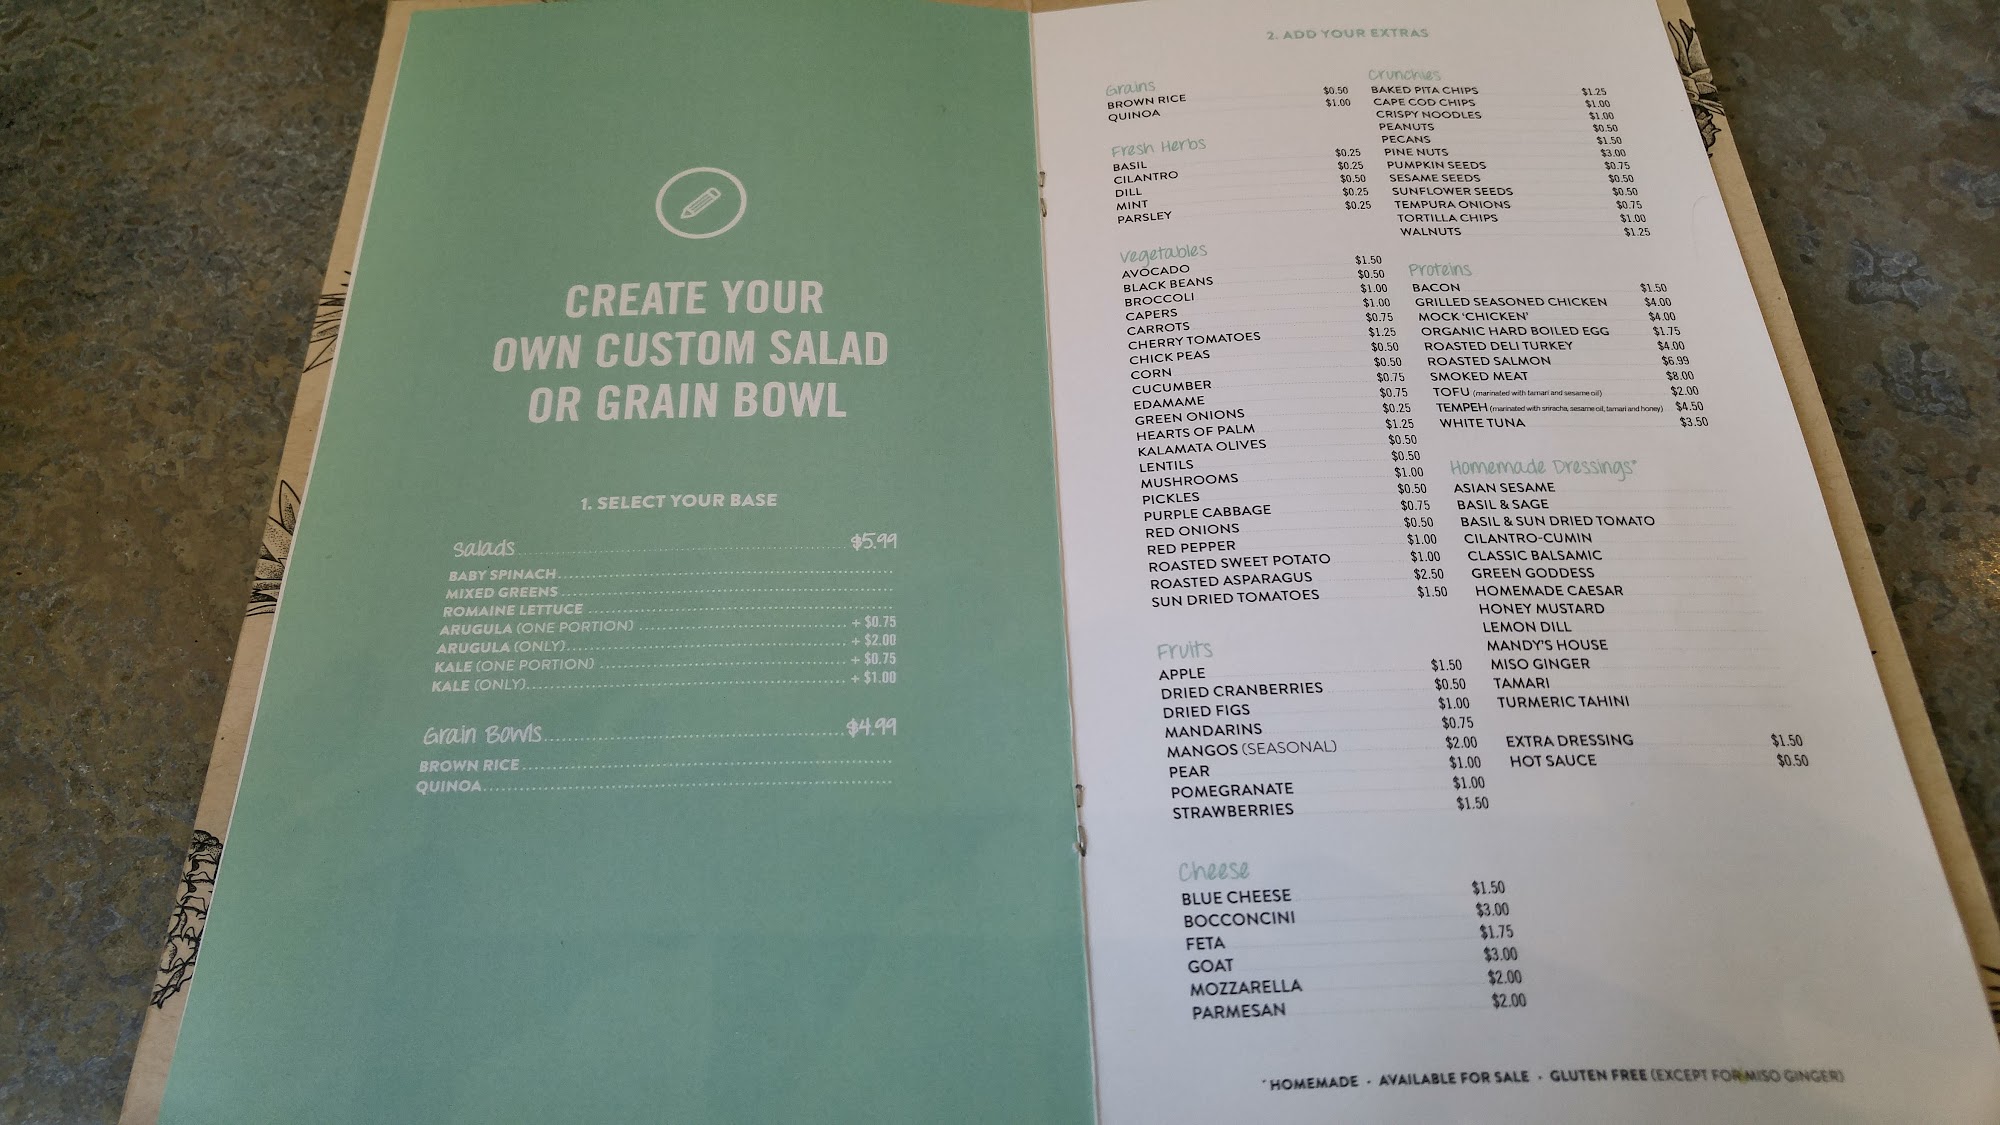 CREATE YOUR
OWN CUSTOM SALAD
OR GRAIN BOWL
1. SELECT YOUR BASE
Salads $5.99
BABY SPINACH
MIXED GREENS
ROMAINE LETTUCE
ARUGULA (ONE PORTION) + $0.75
ARUGULA (ONLY) + $2.00
KALE (ONE PORTION) + $0.75
KALE (ONLY) + $1.00
Grain Bowls $4.99
BROWN RICE
QUINOA
2. ADD YOUR EXTRAS
Grains
BROWN RICE $0.50
QUINOA $1.00
Fresh Herbs
BASIL $0.25
CILANTRO $0.25
DILL $0.50
MINT $0.25
PARSLEY $0.25
Vegetables
AVOCADO $1.50
BLACK BEANS $0.50
BROCCOLI $1.00
CAPERS $1.00
CARROTS $0.75
CHERRY TOMATOES $1.25
CHICK PEAS $0.50
CORN $0.50
CUCUMBER $0.75
EDAMAME $0.75
GREEN ONIONS $0.25
HEARTS OF PALM $1.25
KALAMATA OLIVES $0.50
LENTILS $0.50
MUSHROOMS $1.00
PICKLES $0.50
PURPLE CABBAGE $0.75
RED ONIONS $0.50
RED PEPPER $1.00
ROASTED SWEET POTATO $1.00
ROASTED ASPARAGUS $2.50
SUN DRIED TOMATOES $1.50
Fruits
APPLE $1.50
DRIED CRANBERRIES $0.50
DRIED FIGS $1.00
MANDARINS $0.75
MANGOS (SEASONAL) $2.00
PEAR $1.00
POMEGRANATE $1.00
STRAWBERRIES $1.50
Cheese
BLUE CHEESE $1.50
BOCCONCINI $3.00
FETA $1.75
GOAT $3.00
MOZZARELLA $2.00
PARMESAN $2.00
Crunchies
BAKED PITA CHIPS $1.25
CAPE COD CHIPS $1.00
CRISPY NOODLES $1.00
PEANUTS $0.50
PECANS $1.50
PINE NUTS $3.00
PUMPKIN SEEDS $0.75
SESAME SEEDS $0.50
SUNFLOWER SEEDS $0.50
TEMPURA ONIONS $0.75
TORTILLA CHIPS $1.00
WALNUTS $1.25
Proteins
BACON $1.50
GRILLED SEASONED CHICKEN $4.00
MOCK 'CHICKEN' $4.00
ORGANIC HARD BOILED EGG $1.75
ROASTED DELI TURKEY $4.00
ROASTED SALMON $6.99
SMOKED MEAT $8.00
TOFU (marinated with tamari and sesame oil) $2.00
TEMPEH (marinated with sriracha, sesame oil, tamari and honey) $4.50
WHITE TUNA $3.50
Homemade Dressings*
ASIAN SESAME
BASIL & SAGE
BASIL & SUN DRIED TOMATO
CILANTRO-CUMIN
CLASSIC BALSAMIC
GREEN GODDESS
HOMEMADE CAESAR
HONEY MUSTARD
LEMON DILL
MANDY'S HOUSE
MISO GINGER
TAMARI
TURMERIC TAHINI
EXTRA DRESSING $1.50
HOT SAUCE $0.50
*HOMEMADE · AVAILABLE FOR SALE · GLUTEN FREE (EXCEPT FOR MISO GINGER)